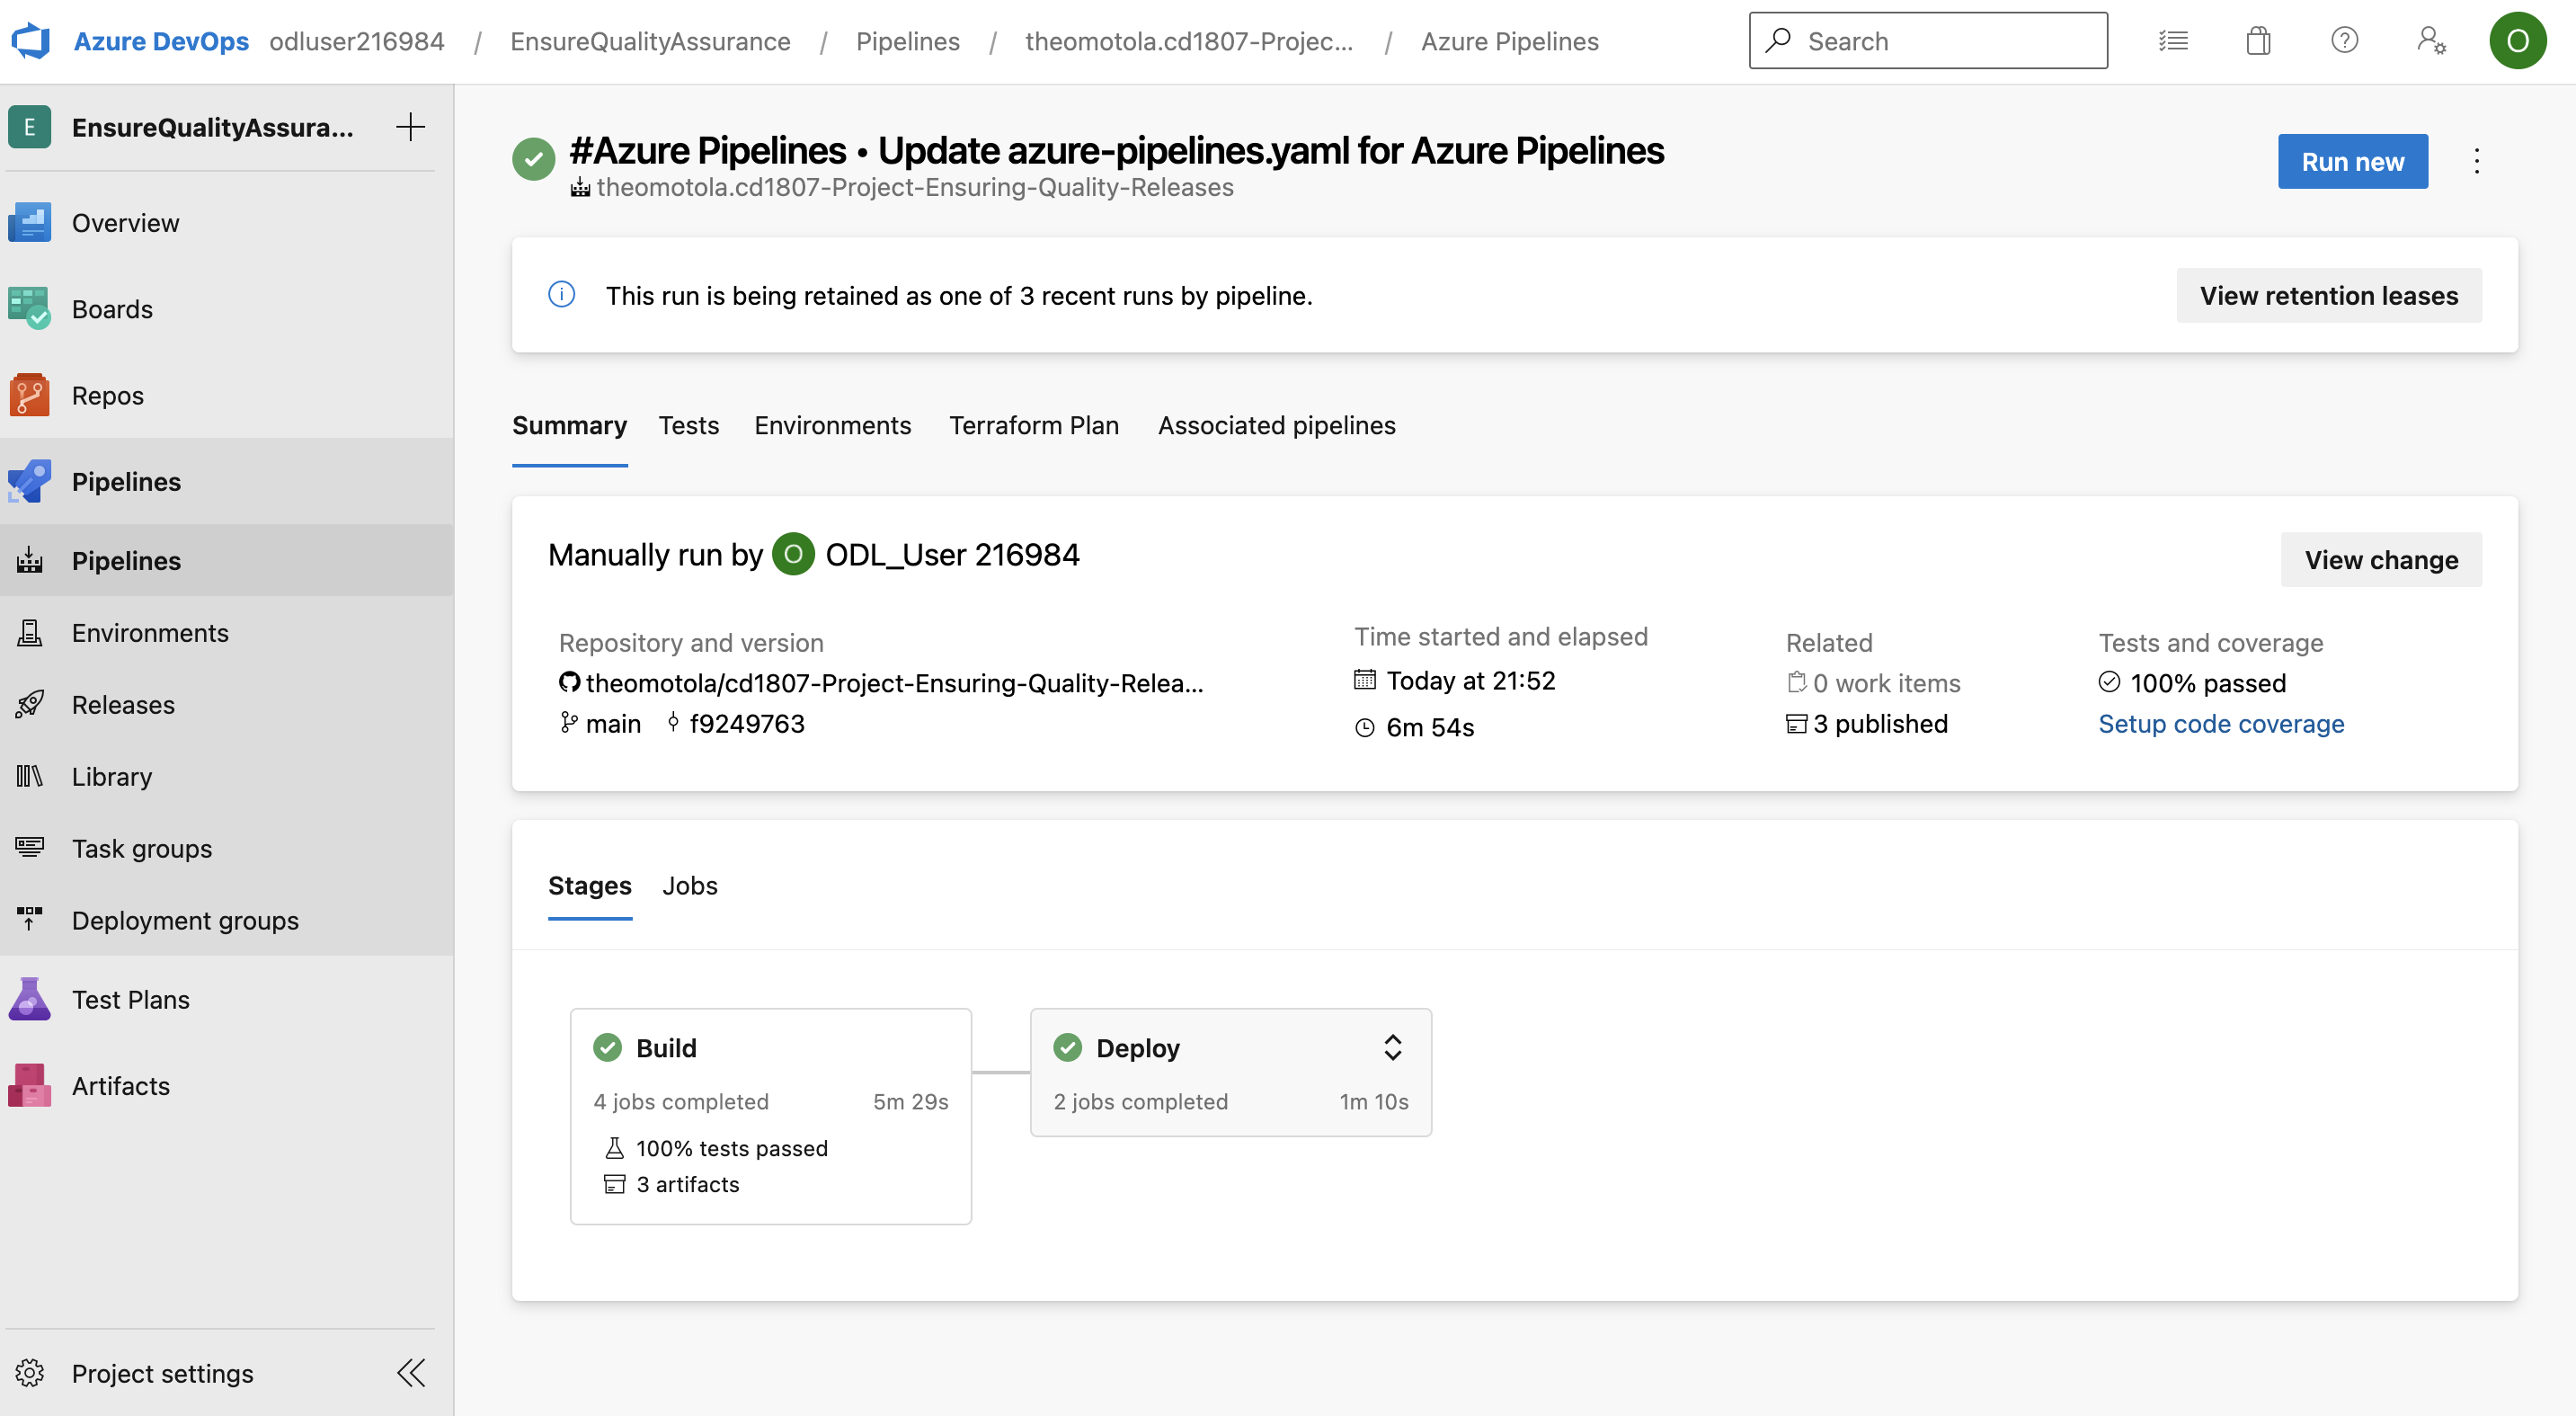 Azure DevOps odluser216984 / EnsureQualityAssurance / Pipelines / theomotola.cd1807-Projec... / Azure Pipelines
Search
O
E EnsureQualityAssura...
Overview
Boards
Repos
Pipelines
Pipelines
Environments
Releases
Library
Task groups
Deployment groups
Test Plans
Artifacts
Project settings
#Azure Pipelines • Update azure-pipelines.yaml for Azure Pipelines
theomotola.cd1807-Project-Ensuring-Quality-Releases
Run new
This run is being retained as one of 3 recent runs by pipeline.
View retention leases
Summary Tests Environments Terraform Plan Associated pipelines
Manually run by O ODL_User 216984
View change
Repository and version
theomotola/cd1807-Project-Ensuring-Quality-Relea...
main f9249763
Time started and elapsed
Today at 21:52
6m 54s
Related
0 work items
3 published
Tests and coverage
100% passed
Setup code coverage
Stages Jobs
Build
4 jobs completed 5m 29s
100% tests passed
3 artifacts
Deploy
2 jobs completed 1m 10s